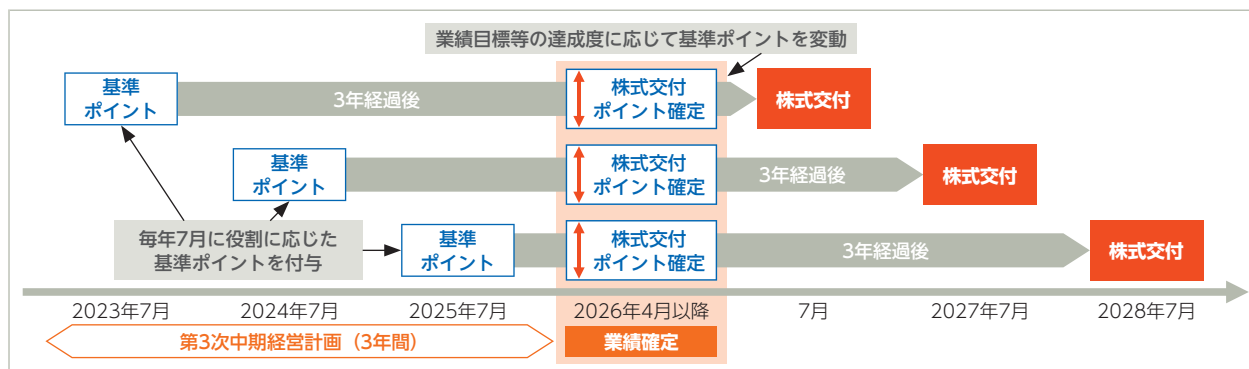 業績目標等の達成度に応じて基準ポイントを変動
基準
ポイント
3年経過後
株式交付
ポイント確定
株式交付
基準
ポイント
株式交付
ポイント確定
3年経過後
株式交付
毎年7月に役割に応じた
基準ポイントを付与
基準
ポイント
株式交付
ポイント確定
3年経過後
株式交付
2023年7月
2024年7月
2025年7月
2026年4月以降
7月
2027年7月
2028年7月
第3次中期経営計画（3年間）
業績確定